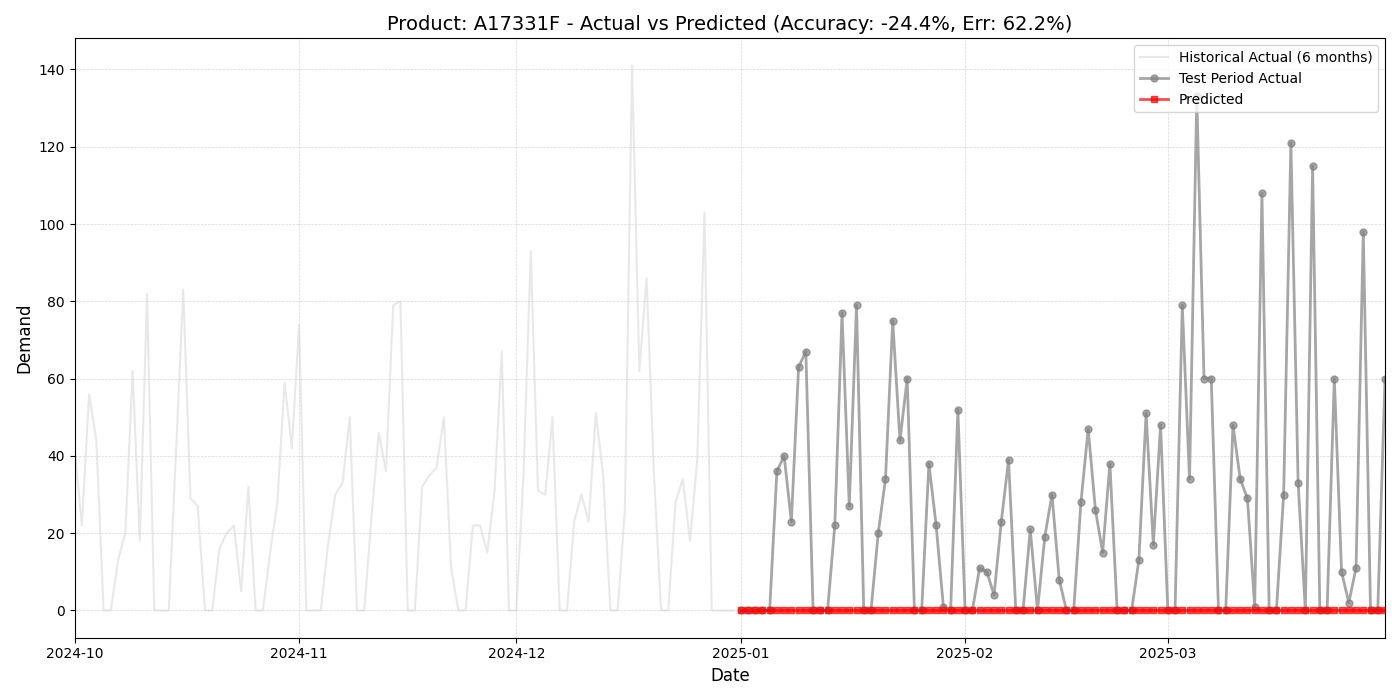 Product: A17331F - Actual vs Predicted (Accuracy: -24.4%, Err: 62.2%)
Historical Actual (6 months)
Test Period Actual
Predicted
Demand
140
120
100
80
60
40
20
0
2024-10
2024-11
2024-12
2025-01
2025-02
2025-03
Date